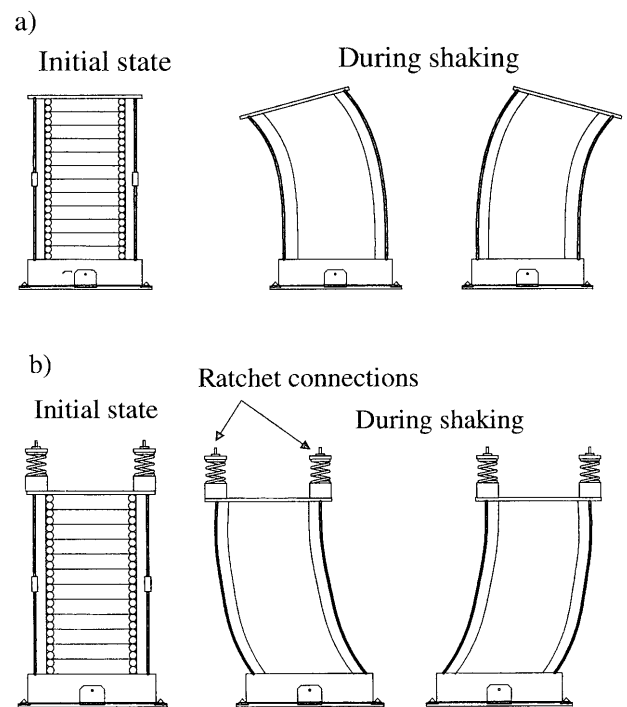 a)
Initial state
During shaking
b)
Ratchet connections
Initial state
During shaking